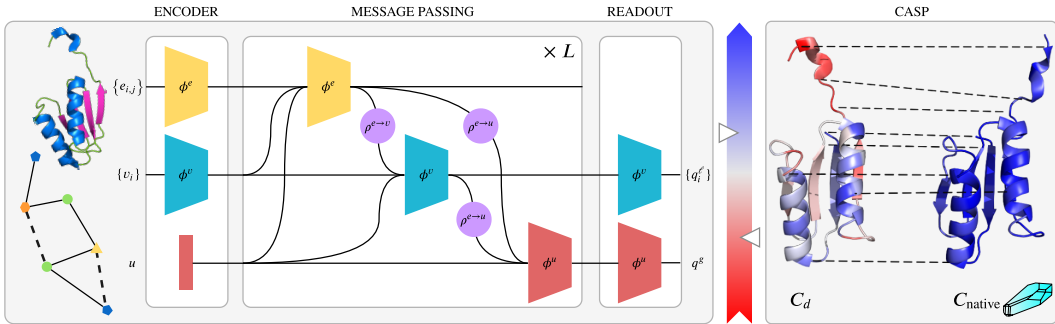 ENCODER MESSAGE PASSING READOUT CASP
× L
{e_{i,j}} ϕ^e ϕ^e
ρ^{e→v} ρ^{e→u}
{v_i} ϕ^v ϕ^v ϕ^v {q_i^ℓ}
ρ^{e→u}
u ϕ^u ϕ^u q^g
C_d C_native